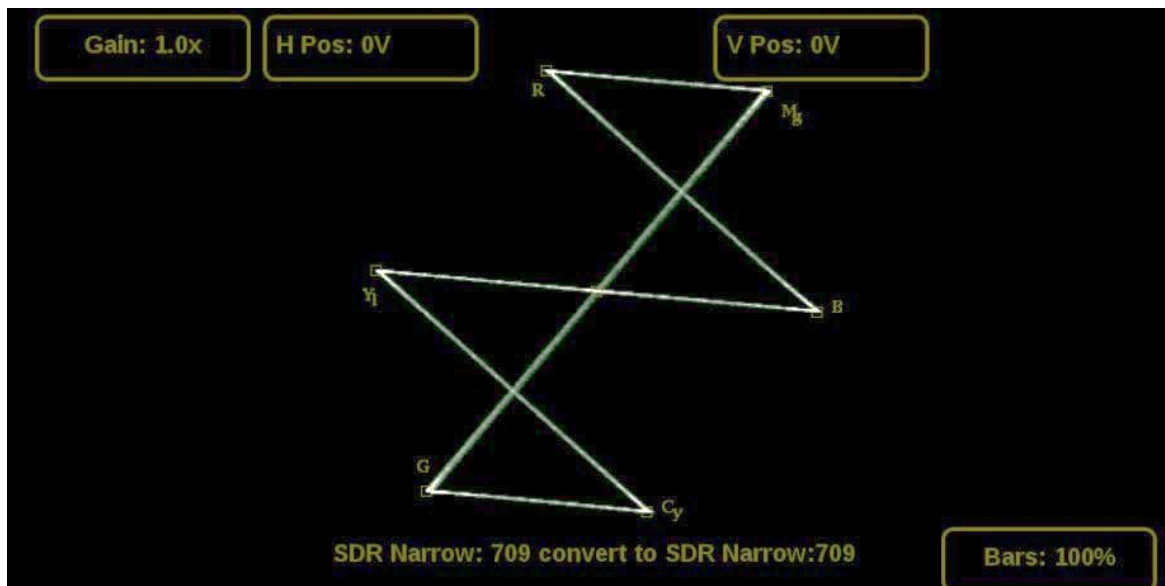 Gain: 1.0x
H Pos: 0V
V Pos: 0V
R
Mg
Yl
B
G
Cy
SDR Narrow: 709 convert to SDR Narrow:709
Bars: 100%